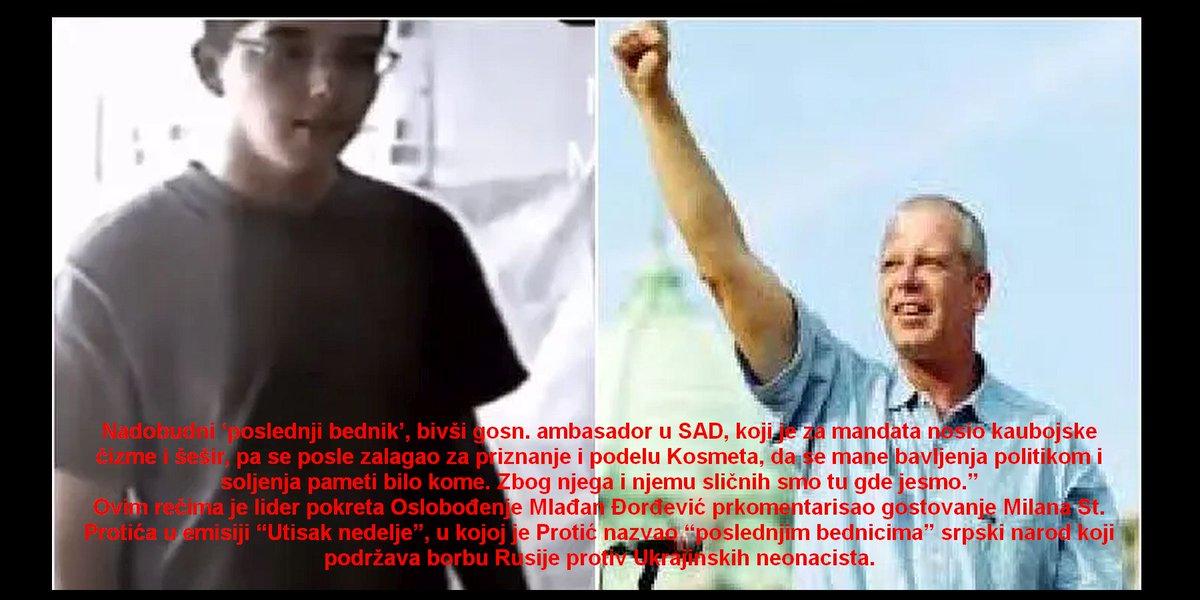 Nadobudni ‘poslednji bednik’, bivši gosn. ambasador u SAD, koji je za mandata nosio kaubojske
čizme i šešir, pa se posle zalagao za priznanje i podelu Kosmeta, da se mane bavljenja politikom i
soljenja pameti bilo kome. Zbog njega i njemu sličnih smo tu gde jesmo.”
Ovim rečima je lider pokreta Oslobođenje Mlađan Đorđević prkomentarisao gostovanje Milana St.
Protića u emisiji “Utisak nedelje”, u kojoj je Protić nazvao “poslednjim bednicima” srpski narod koji
podržava borbu Rusije protiv Ukrajinskih neonacista.